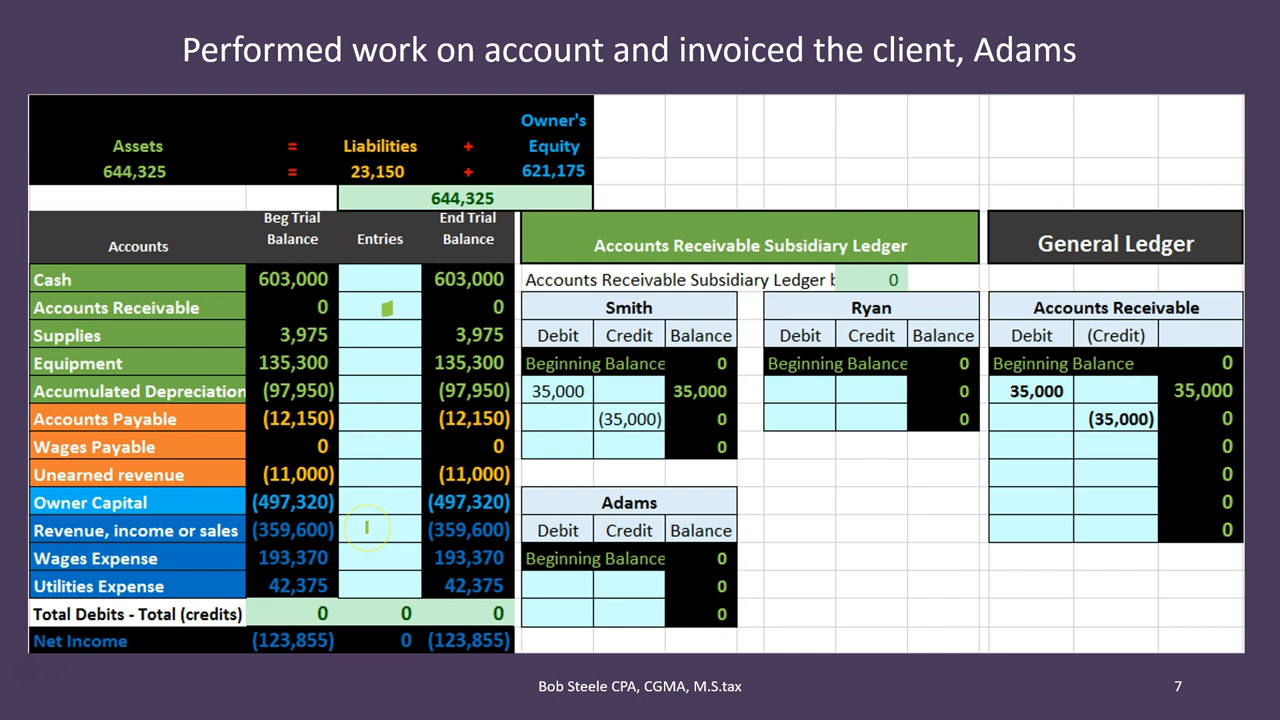 Performed work on account and invoiced the client, Adams
Assets = Liabilities + Owner's Equity
644,325 = 23,150 + 621,175
644,325
Accounts Beg Trial Balance Entries End Trial Balance
Cash 603,000 603,000
Accounts Receivable 0 0
Supplies 3,975 3,975
Equipment 135,300 135,300
Accumulated Depreciation (97,950) (97,950)
Accounts Payable (12,150) (12,150)
Wages Payable 0 0
Unearned revenue (11,000) (11,000)
Owner Capital (497,320) (497,320)
Revenue, income or sales (359,600) (359,600)
Wages Expense 193,370 193,370
Utilities Expense 42,375 42,375
Total Debits - Total (credits) 0 0 0
Net Income (123,855) 0 (123,855)
Accounts Receivable Subsidiary Ledger
Accounts Receivable Subsidiary Ledger b 0
Smith
Debit Credit Balance
Beginning Balance 0
35,000 35,000
(35,000) 0
0
Ryan
Debit Credit Balance
Beginning Balance 0
0
0
Adams
Debit Credit Balance
Beginning Balance 0
0
0
General Ledger
Accounts Receivable
Debit (Credit)
Beginning Balance 0
35,000 35,000
(35,000) 0
0
0
0
0
Bob Steele CPA, CGMA, M.S.tax
7